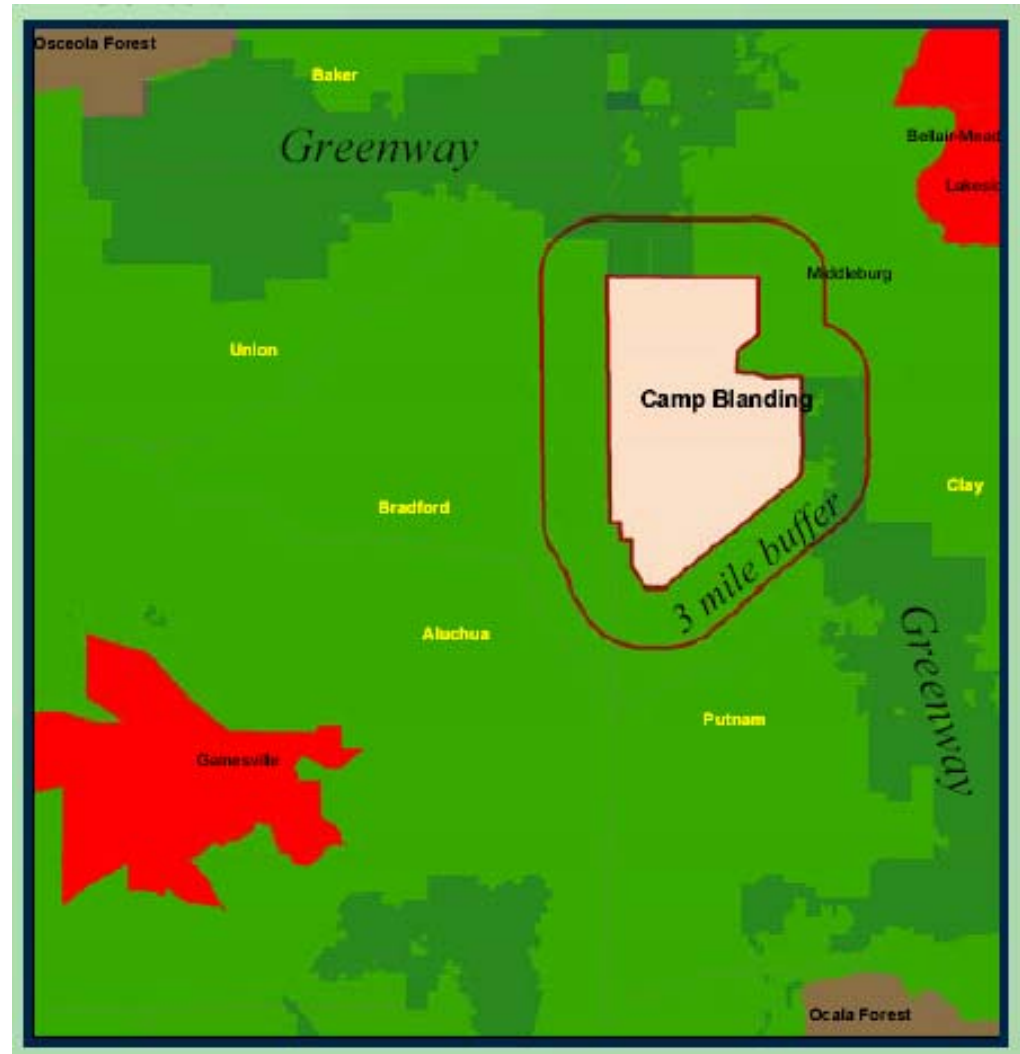 Osceola Forest
Baker
Greenway
Bellair-Mead
Lakesid
Middleburg
Union
Camp Blanding
Clay
Bradford
3 mile buffer
Aluchua
Greenway
Putnam
Gainesville
Ocala Forest